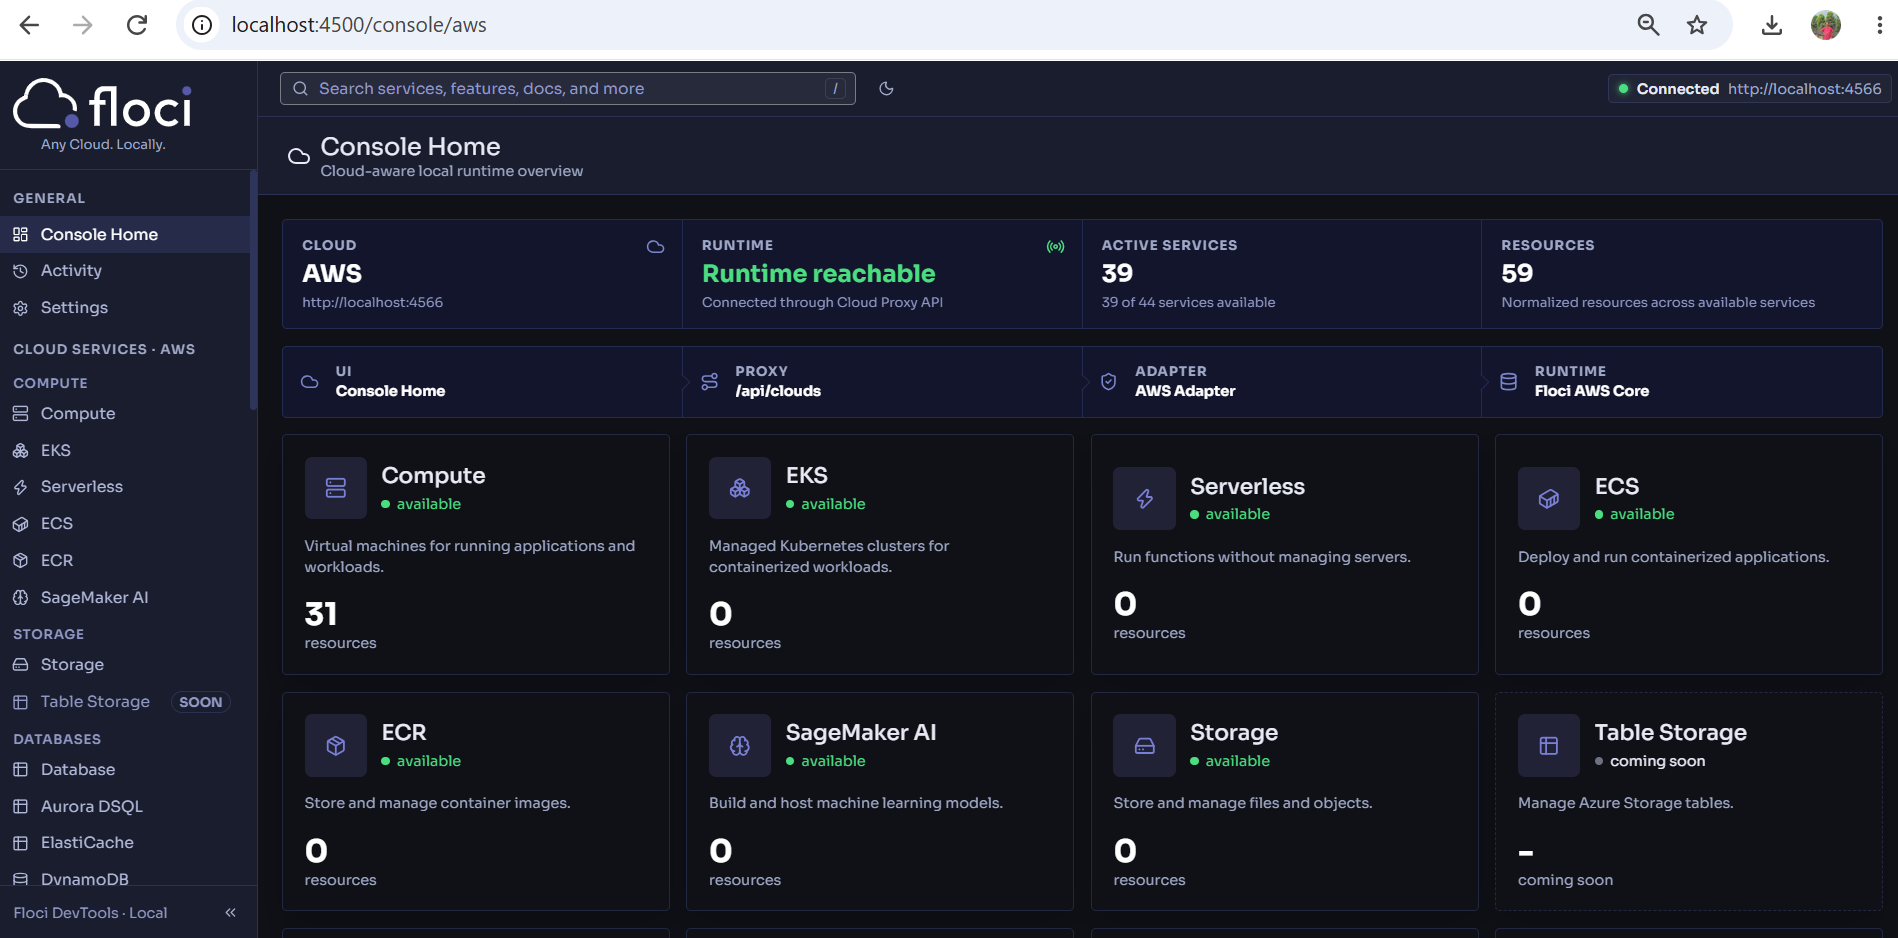 localhost:4500/console/aws
floci
Any Cloud. Locally.
Search services, features, docs, and more /
Connected http://localhost:4566
Console Home
Cloud-aware local runtime overview
GENERAL
Console Home
Activity
Settings
CLOUD SERVICES · AWS
COMPUTE
Compute
EKS
Serverless
ECS
ECR
SageMaker AI
STORAGE
Storage
Table Storage SOON
DATABASES
Database
Aurora DSQL
ElastiCache
DynamoDB
Floci DevTools · Local
CLOUD
AWS
http://localhost:4566
RUNTIME
Runtime reachable
Connected through Cloud Proxy API
ACTIVE SERVICES
39
39 of 44 services available
RESOURCES
59
Normalized resources across available services
UI
Console Home
PROXY
/api/clouds
ADAPTER
AWS Adapter
RUNTIME
Floci AWS Core
Compute
available
Virtual machines for running applications and
workloads.
31
resources
EKS
available
Managed Kubernetes clusters for
containerized workloads.
0
resources
Serverless
available
Run functions without managing servers.
0
resources
ECS
available
Deploy and run containerized applications.
0
resources
ECR
available
Store and manage container images.
0
resources
SageMaker AI
available
Build and host machine learning models.
0
resources
Storage
available
Store and manage files and objects.
0
resources
Table Storage
coming soon
Manage Azure Storage tables.
–
coming soon